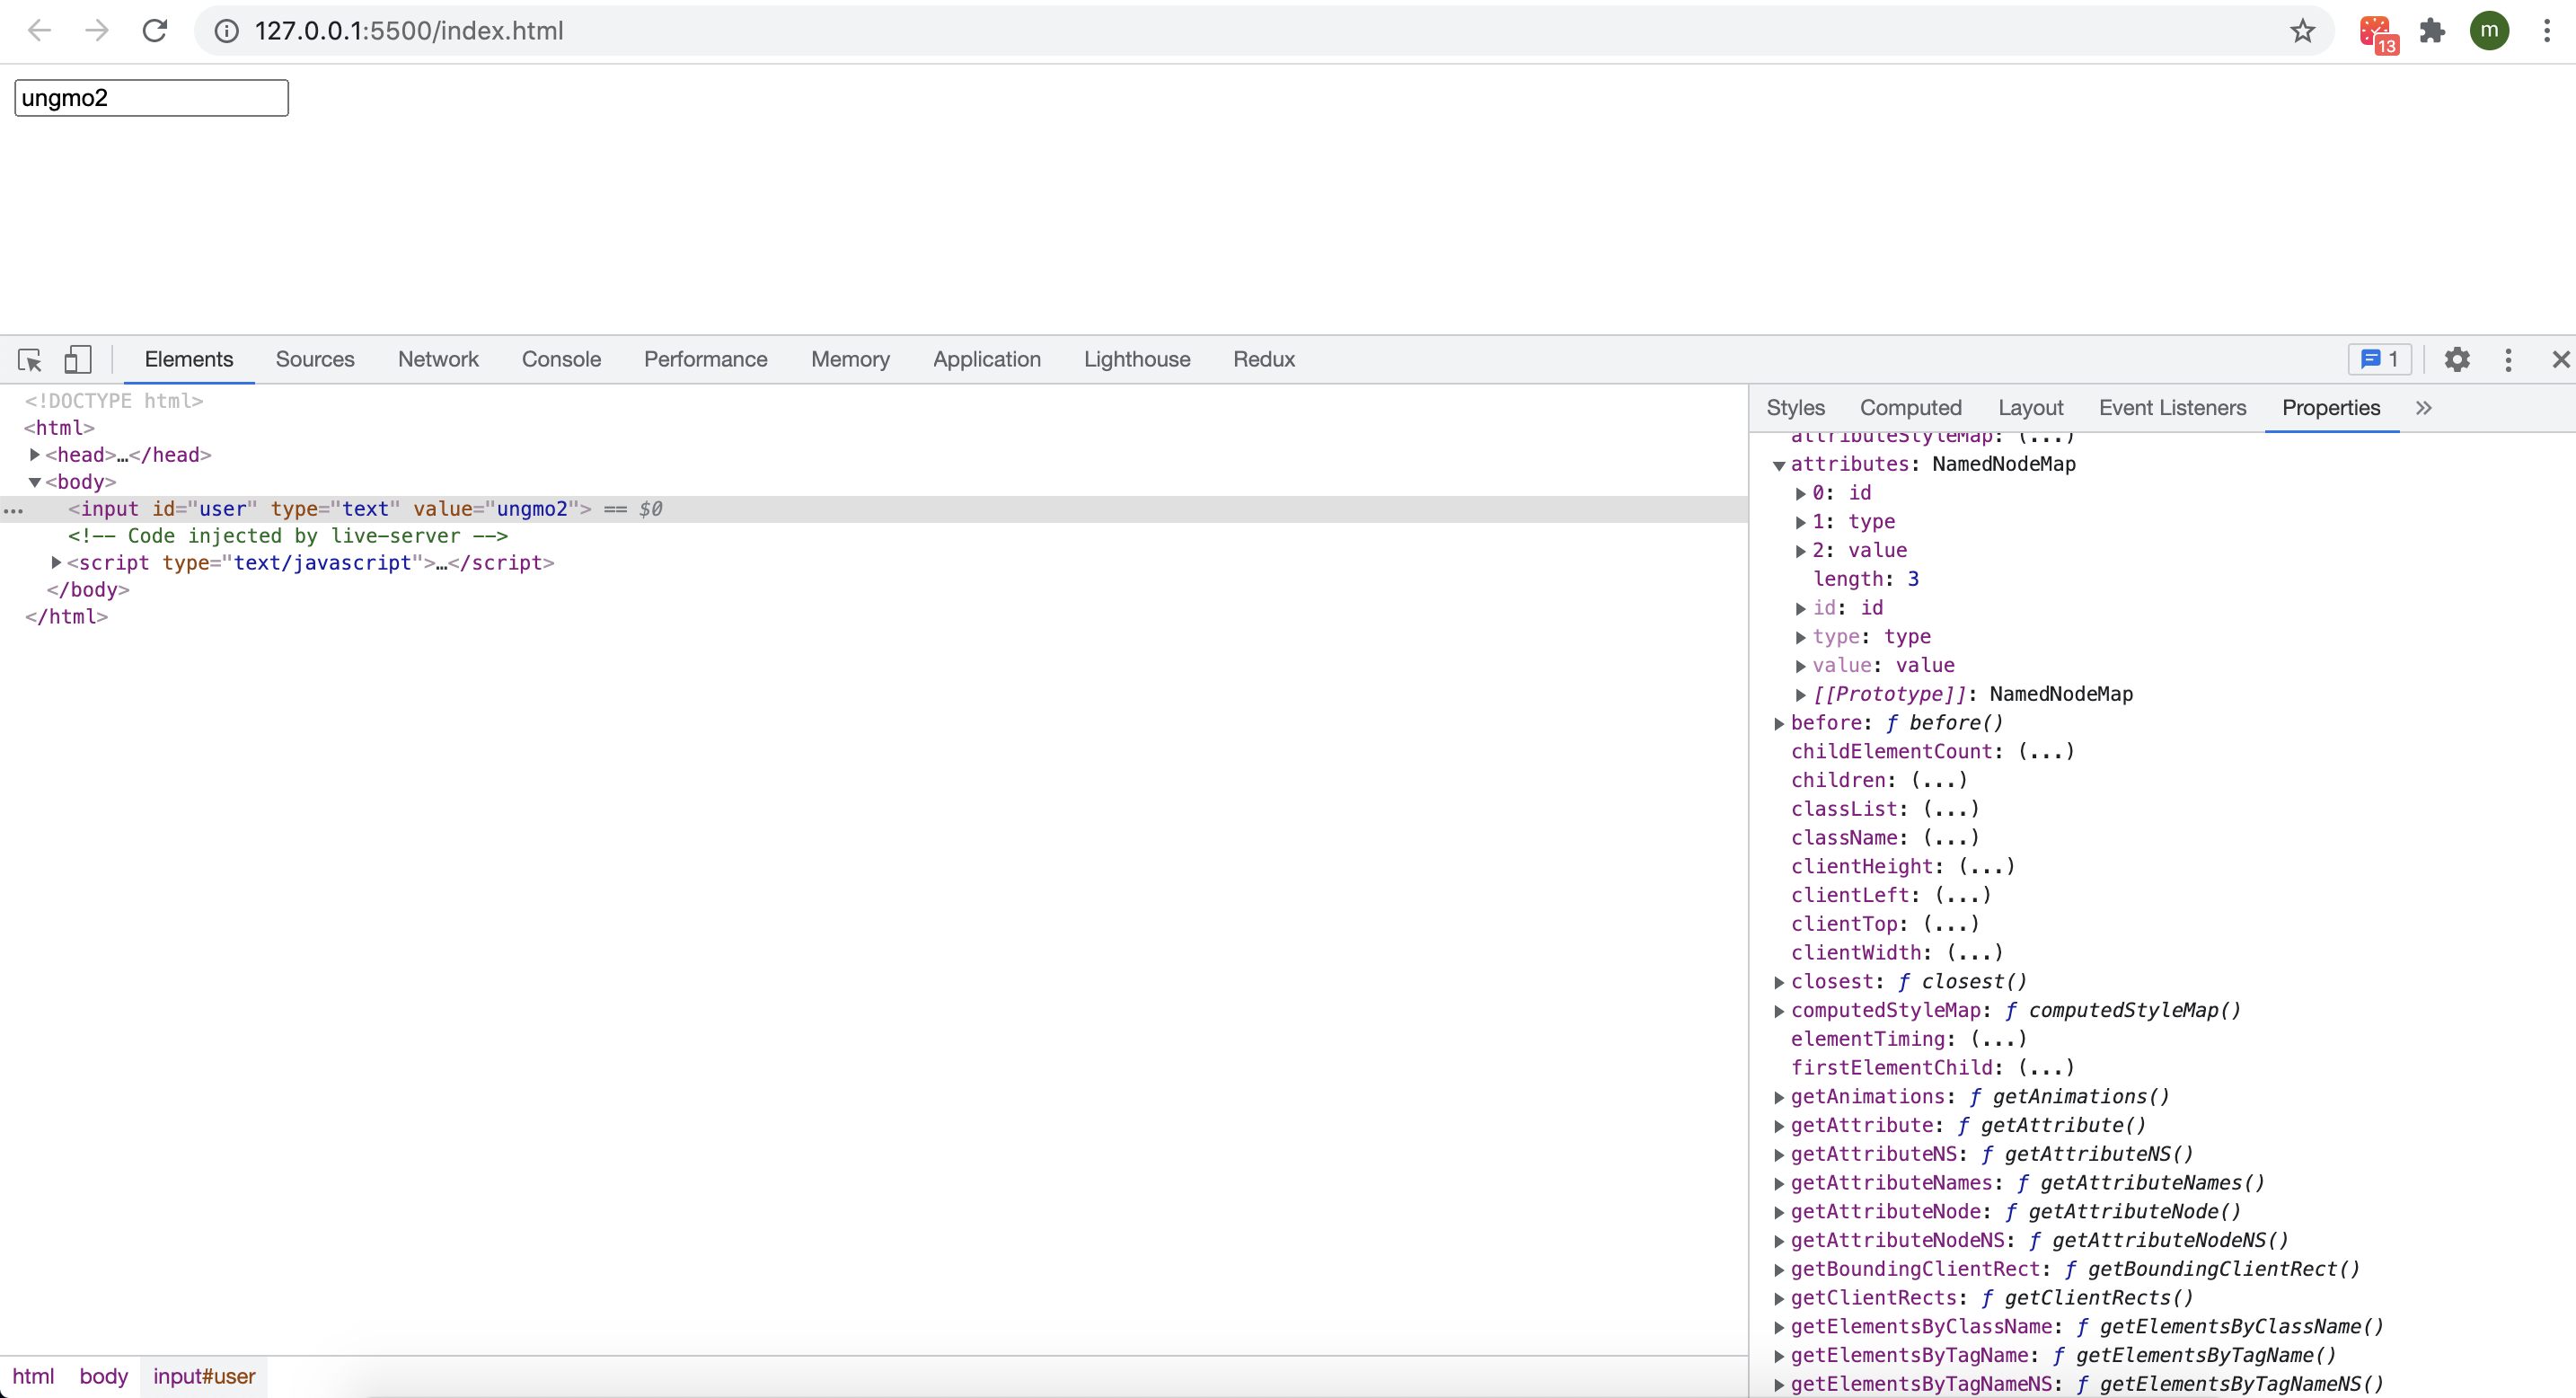 127.0.0.1:5500/index.html
13
m
ungmo2
Elements Sources Network Console Performance Memory Application Lighthouse Redux
1
<!DOCTYPE html>
<html>
<head>…</head>
<body>
... <input id="user" type="text" value="ungmo2"> == $0
<!-- Code injected by live-server -->
<script type="text/javascript">…</script>
</body>
</html>
html body input#user
Styles Computed Layout Event Listeners Properties »
attributeStyleMap: (...)
attributes: NamedNodeMap
0: id
1: type
2: value
length: 3
id: id
type: type
value: value
[[Prototype]]: NamedNodeMap
before: ƒ before()
childElementCount: (...)
children: (...)
classList: (...)
className: (...)
clientHeight: (...)
clientLeft: (...)
clientTop: (...)
clientWidth: (...)
closest: ƒ closest()
computedStyleMap: ƒ computedStyleMap()
elementTiming: (...)
firstElementChild: (...)
getAnimations: ƒ getAnimations()
getAttribute: ƒ getAttribute()
getAttributeNS: ƒ getAttributeNS()
getAttributeNames: ƒ getAttributeNames()
getAttributeNode: ƒ getAttributeNode()
getAttributeNodeNS: ƒ getAttributeNodeNS()
getBoundingClientRect: ƒ getBoundingClientRect()
getClientRects: ƒ getClientRects()
getElementsByClassName: ƒ getElementsByClassName()
getElementsByTagName: ƒ getElementsByTagName()
getElementsByTagNameNS: ƒ getElementsByTagNameNS()